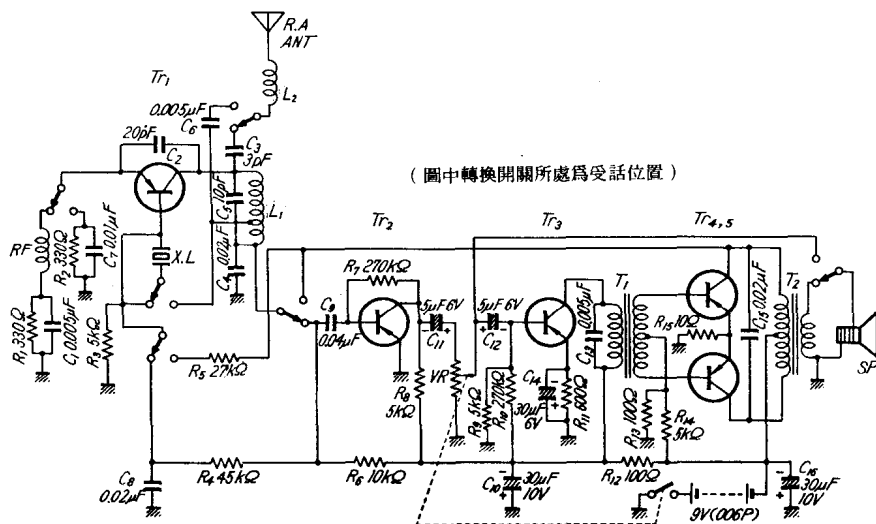 R.A
ANT
Tr1
L2
0.005μF
C6
20pF
C2
C3
3pF
(圖中轉換開關所處爲受話位置)
C5 10pF
L1
Tr2
Tr3
Tr4,5
RF
R2 330Ω
C7 0.01μF
X.L
C4 0.02μF
R7 270kΩ
5μF 6V
C11
5μF 6V
C12
0.005μF
C13
T1
R15 10Ω
C15 0.22μF
T2
SP
R1 330Ω
C1 0.005μF
R3 5kΩ
R5 27kΩ
C9
0.04μF
R8
5kΩ
VR
R9 5kΩ
R10 270kΩ
C14
30μF
6V
R11 600Ω
R13 100Ω
R14
5kΩ
C8
0.02μF
R4 45kΩ
R6 10kΩ
C10
30μF
10V
R12 100Ω
9V(006P)
C16
30μF
10V